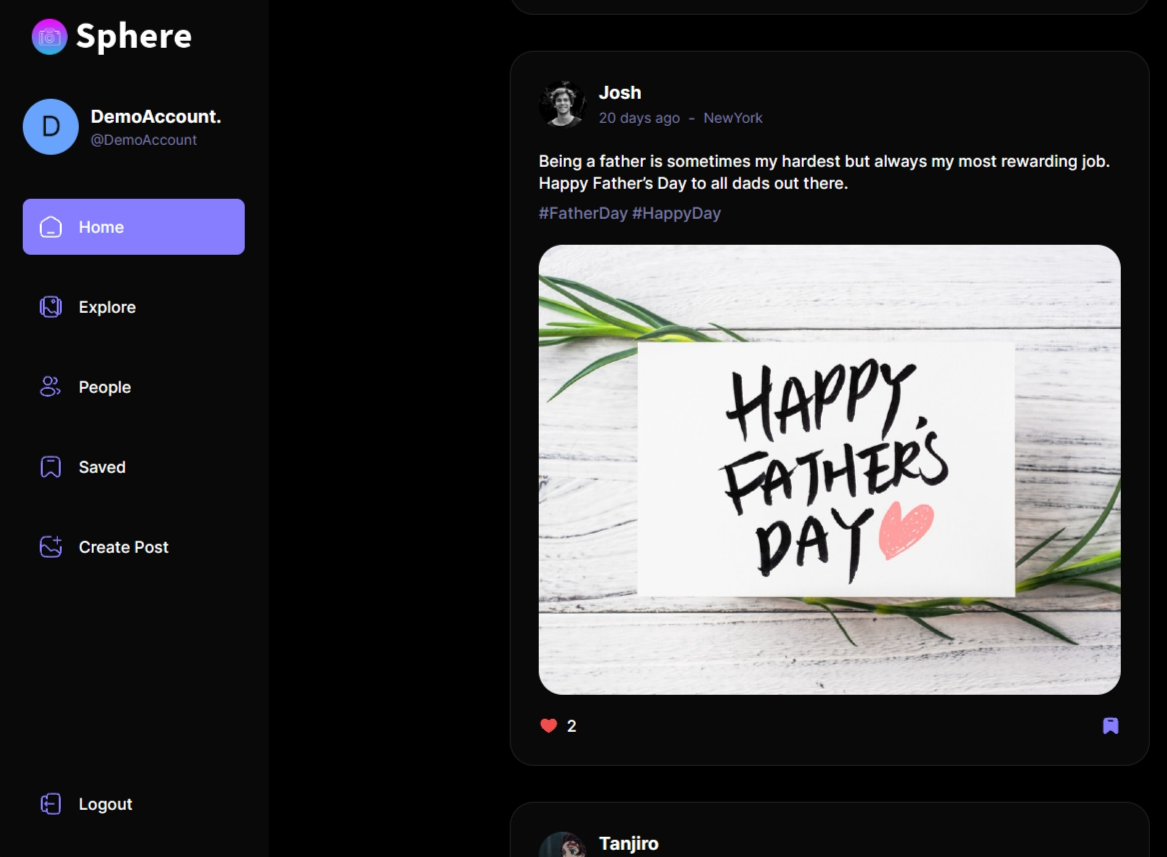 Sphere
D
DemoAccount.
@DemoAccount
Home
Explore
People
Saved
Create Post
Logout
Josh
20 days ago - NewYork
Being a father is sometimes my hardest but always my most rewarding job.
Happy Father’s Day to all dads out there.
#FatherDay #HappyDay
HAPPY
FATHER'S
DAY
2
Tanjiro